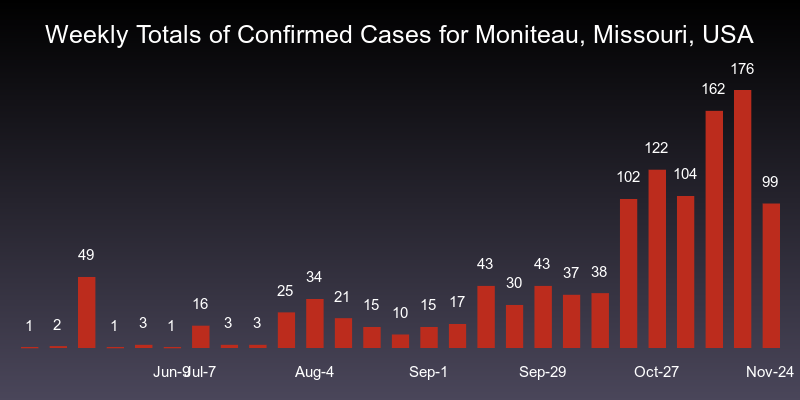 Weekly Totals of Confirmed Cases for Moniteau, Missouri, USA
1 2 49 1 3 1 16 3 3 25 34 21 15 10 15 17 43 30 43 37 38 102 122 104 162 176 99
Jun-9 Jul-7 Aug-4 Sep-1 Sep-29 Oct-27 Nov-24